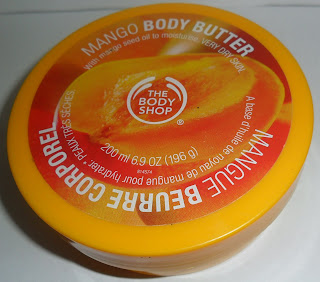 MANGO BODY BUTTER
With mango seed oil to moisturise • VERY DRY SKIN
THE
BODY
SHOP
®
200 ml 6.9 OZ (196 g)
A base d'huile de noyau de mangue pour hydrater • PEAUX TRÈS SÈCHES
MANGUE BEURRE CORPOREL